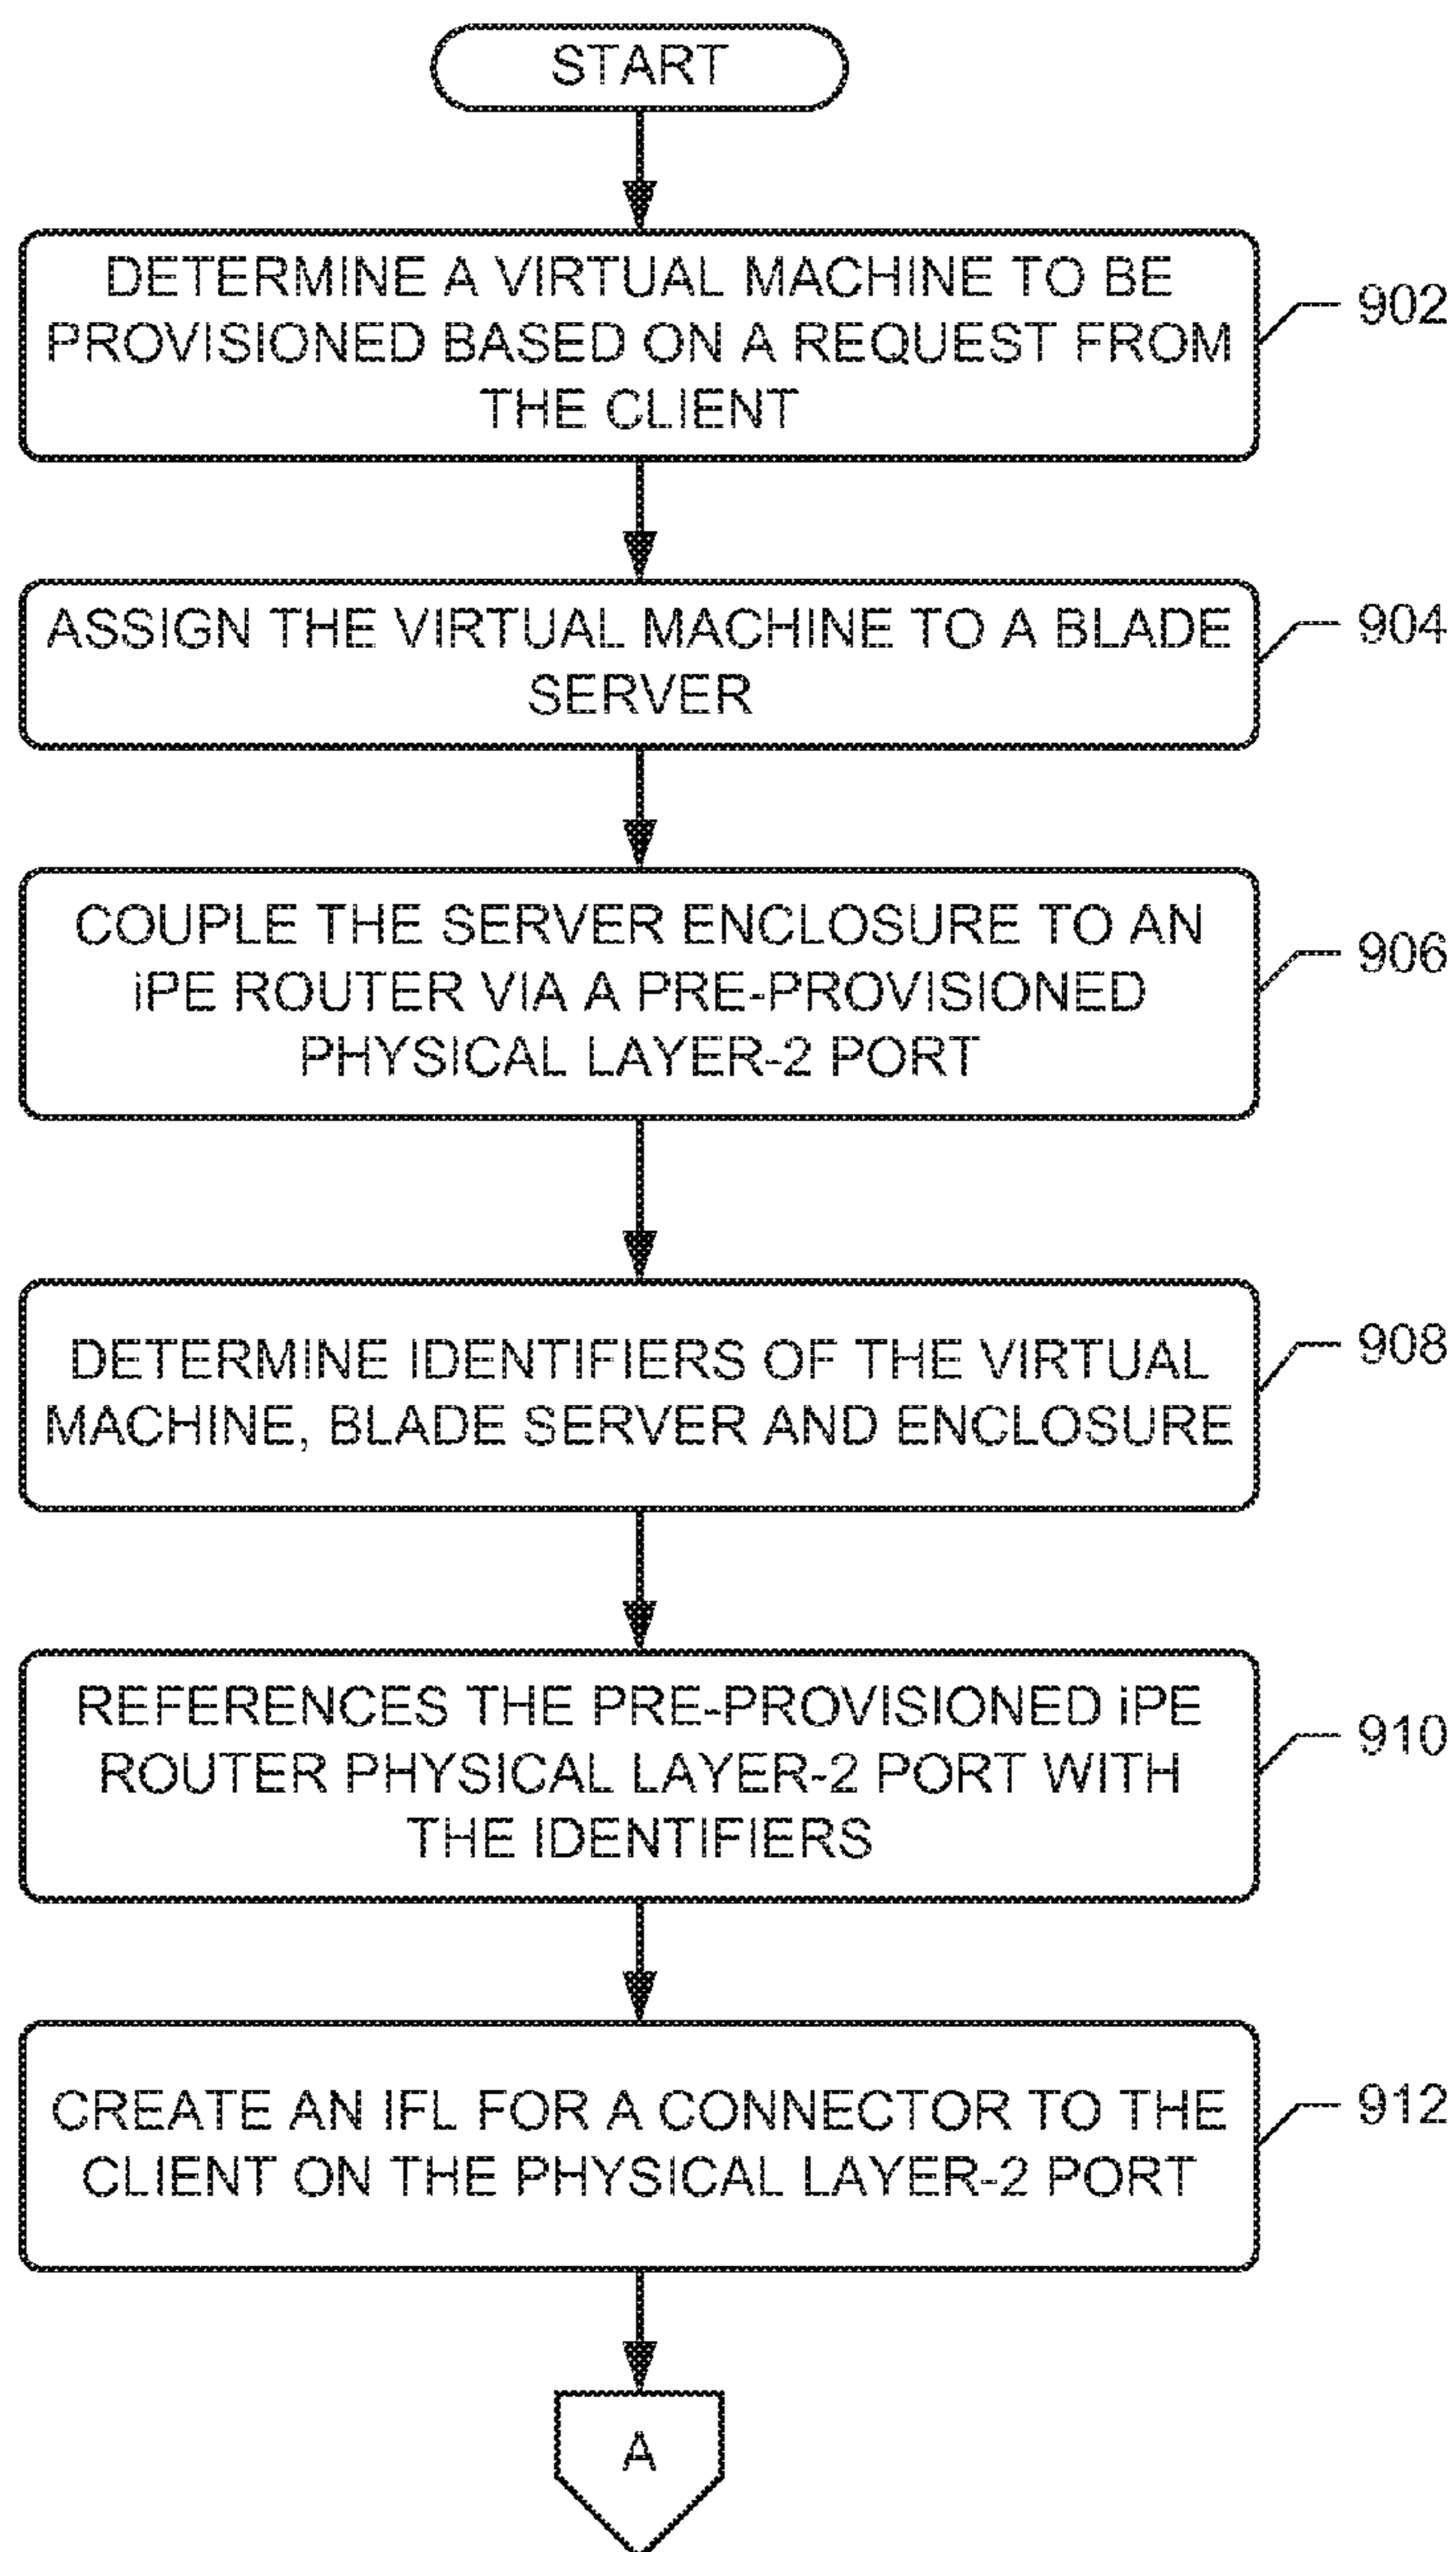 START
DETERMINE A VIRTUAL MACHINE TO BE
PROVISIONED BASED ON A REQUEST FROM
THE CLIENT
902
ASSIGN THE VIRTUAL MACHINE TO A BLADE
SERVER
904
COUPLE THE SERVER ENCLOSURE TO AN
iPE ROUTER VIA A PRE-PROVISIONED
PHYSICAL LAYER-2 PORT
906
DETERMINE IDENTIFIERS OF THE VIRTUAL
MACHINE, BLADE SERVER AND ENCLOSURE
908
REFERENCES THE PRE-PROVISIONED iPE
ROUTER PHYSICAL LAYER-2 PORT WITH
THE IDENTIFIERS
910
CREATE AN IFL FOR A CONNECTOR TO THE
CLIENT ON THE PHYSICAL LAYER-2 PORT
912
A